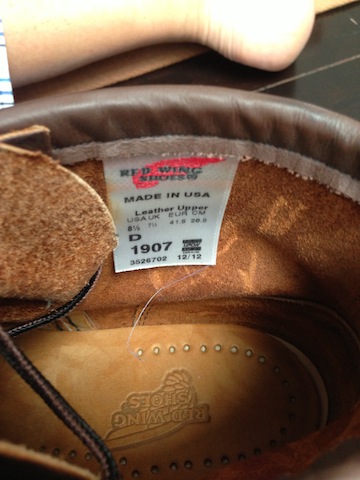 RED WING
SHOES®
MADE IN USA
Leather Upper
USA UK EUR CM
8½ 7½ 41.5 26.5
D
1907
3526702 12/12
RED WING
SHOES